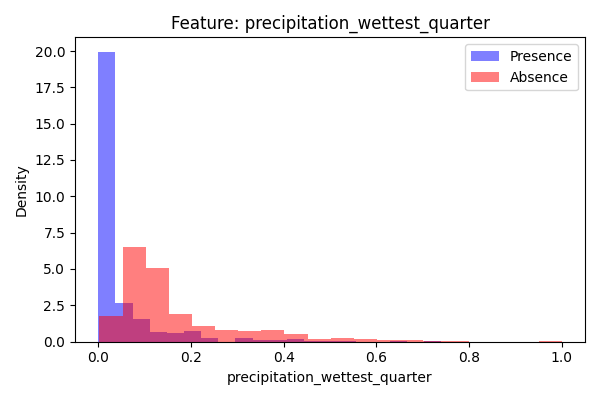 Feature: precipitation_wettest_quarter
Presence
Absence
20.0
17.5
15.0
12.5
10.0
7.5
5.0
2.5
0.0
Density
0.0 0.2 0.4 0.6 0.8 1.0
precipitation_wettest_quarter